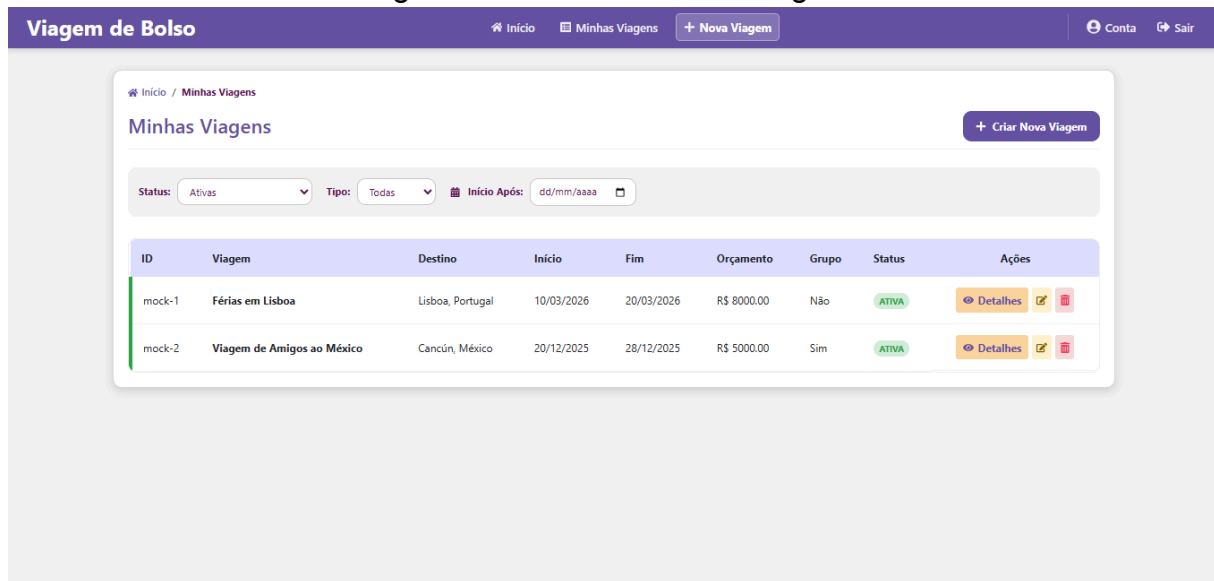 Viagem de Bolso Início Minhas Viagens + Nova Viagem Conta Sair
Início / Minhas Viagens
Minhas Viagens + Criar Nova Viagem
Status: Ativas Tipo: Todas Início Após: dd/mm/aaaa
ID Viagem Destino Início Fim Orçamento Grupo Status Ações
mock-1 Férias em Lisboa Lisboa, Portugal 10/03/2026 20/03/2026 R$ 8000.00 Não ATIVA Detalhes
mock-2 Viagem de Amigos ao México Cancún, México 20/12/2025 28/12/2025 R$ 5000.00 Sim ATIVA Detalhes